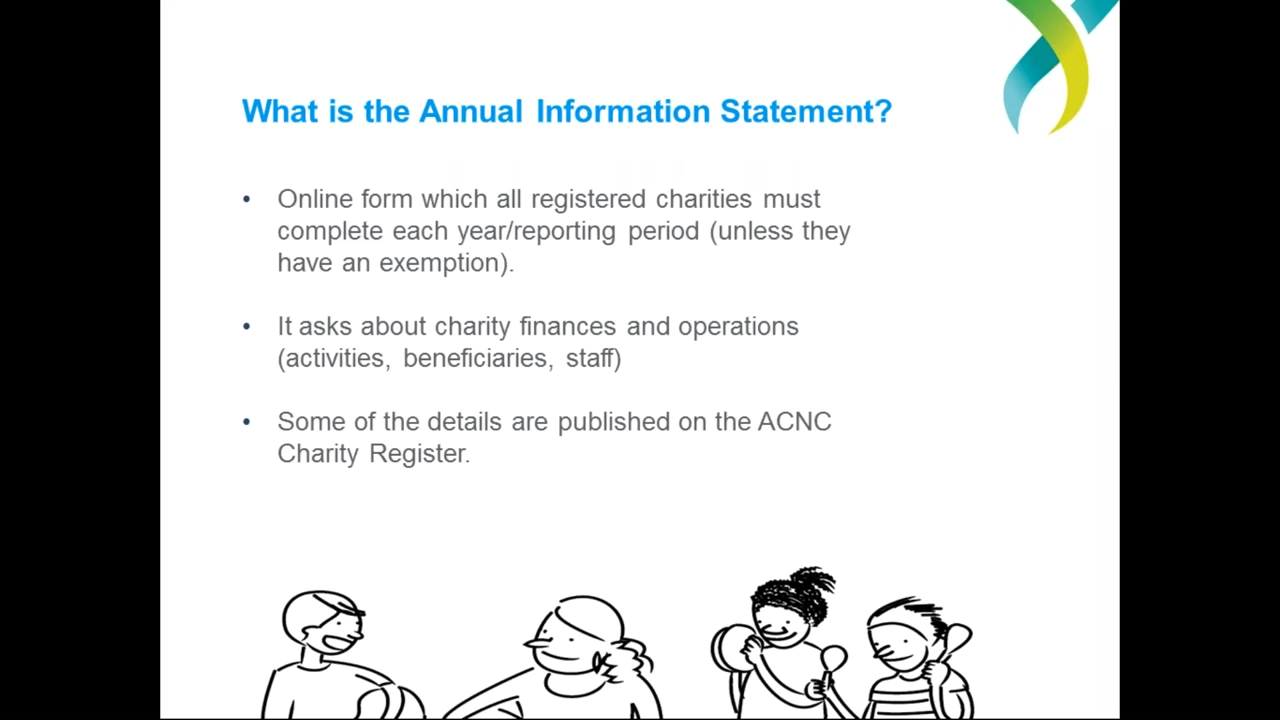 What is the Annual Information Statement?
• Online form which all registered charities must
complete each year/reporting period (unless they
have an exemption).
• It asks about charity finances and operations
(activities, beneficiaries, staff)
• Some of the details are published on the ACNC
Charity Register.